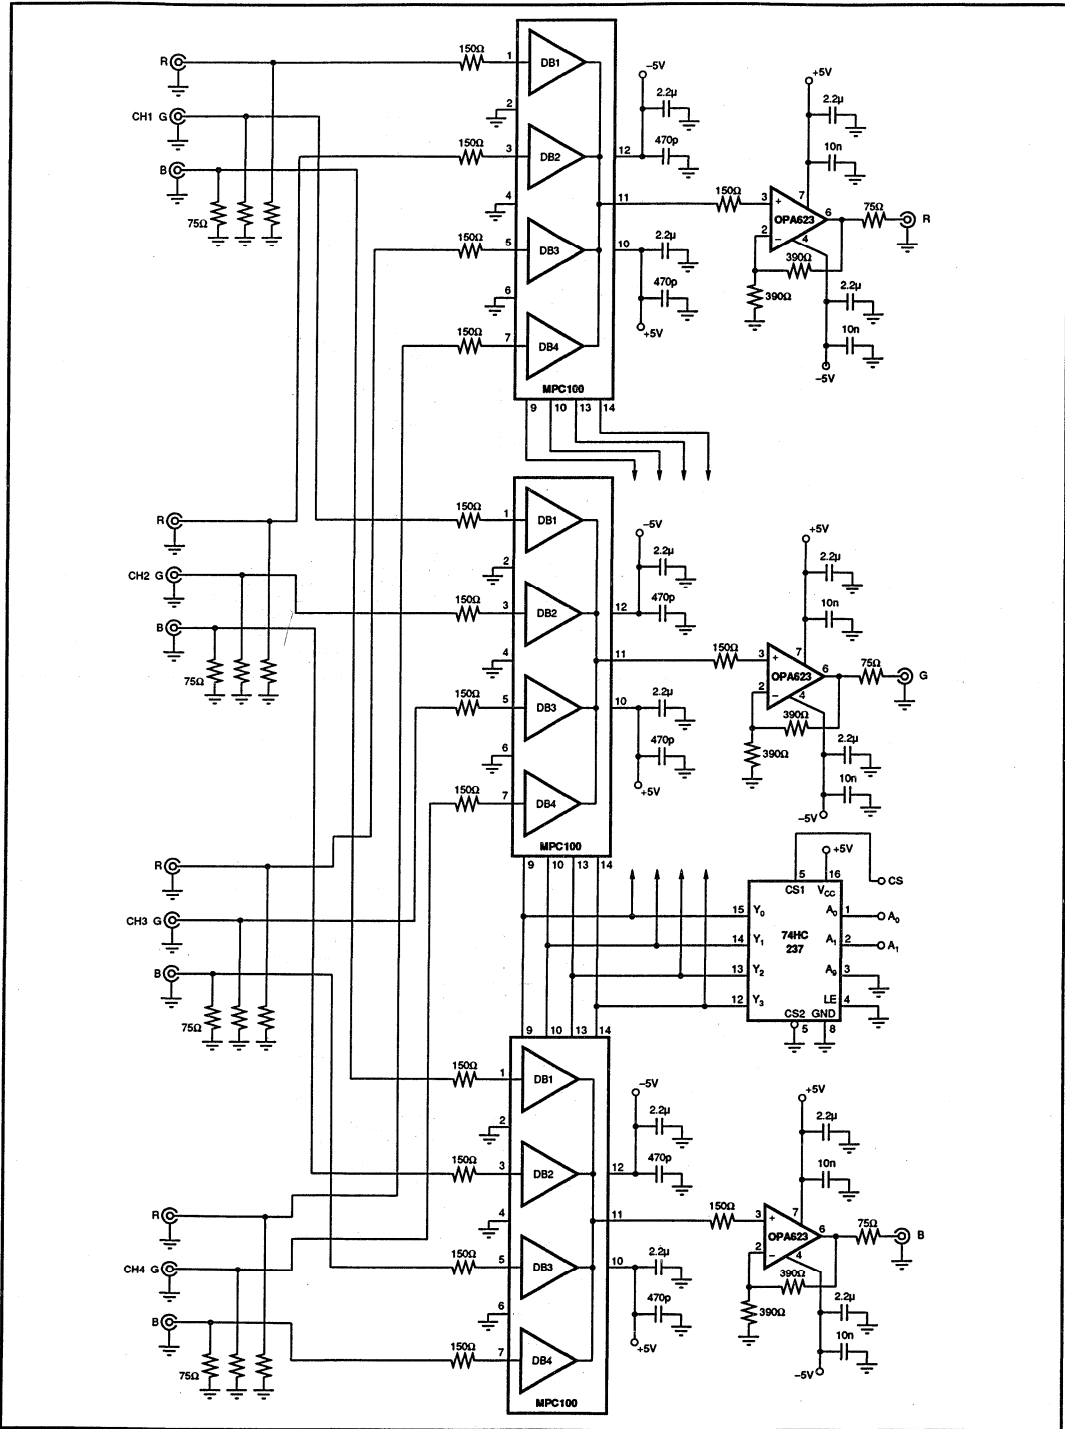 R
CH1 G
B
75Ω
150Ω
1
DB1
2
150Ω
3
DB2
4
150Ω
5
DB3
6
150Ω
7
DB4
MPC100
9 10 13 14
–5V
2.2µ
470p
12
11
10
2.2µ
470p
+5V
150Ω
+5V
2.2µ
10n
7
3
+
OPA623
6
2
–
4
75Ω
R
390Ω
390Ω
2.2µ
10n
–5V
R
CH2 G
B
75Ω
150Ω
1
DB1
2
150Ω
3
DB2
4
150Ω
5
DB3
6
150Ω
7
DB4
MPC100
9 10 13 14
–5V
2.2µ
470p
12
11
10
2.2µ
470p
+5V
150Ω
+5V
2.2µ
10n
7
3
+
OPA623
6
2
–
4
75Ω
G
390Ω
390Ω
2.2µ
10n
–5V
R
CH3 G
B
75Ω
+5V
5 16
CS1 VCC
CS
15 Y0
A0 1 A0
14 Y1
74HC
237
A1 2 A1
13 Y2
A9 3
12 Y3
LE 4
CS2 GND
5 8
9 10 13 14
150Ω
1
DB1
2
150Ω
3
DB2
4
150Ω
5
DB3
6
150Ω
7
DB4
MPC100
–5V
2.2µ
470p
12
11
10
2.2µ
470p
+5V
150Ω
+5V
2.2µ
10n
7
3
+
OPA623
6
2
–
4
75Ω
B
390Ω
390Ω
2.2µ
10n
–5V
R
CH4 G
B
75Ω